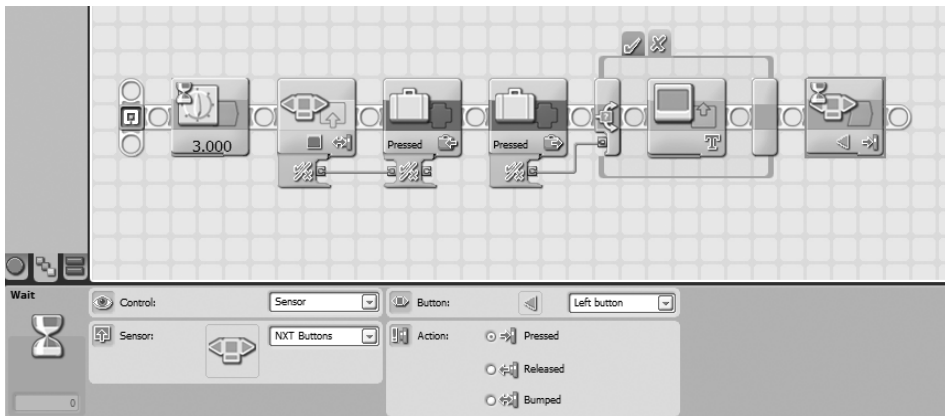 3.000
Pressed
Pressed
T
Wait
Control:
Sensor
Button:
Left button
Sensor:
NXT Buttons
Action:
Pressed
Released
Bumped
0